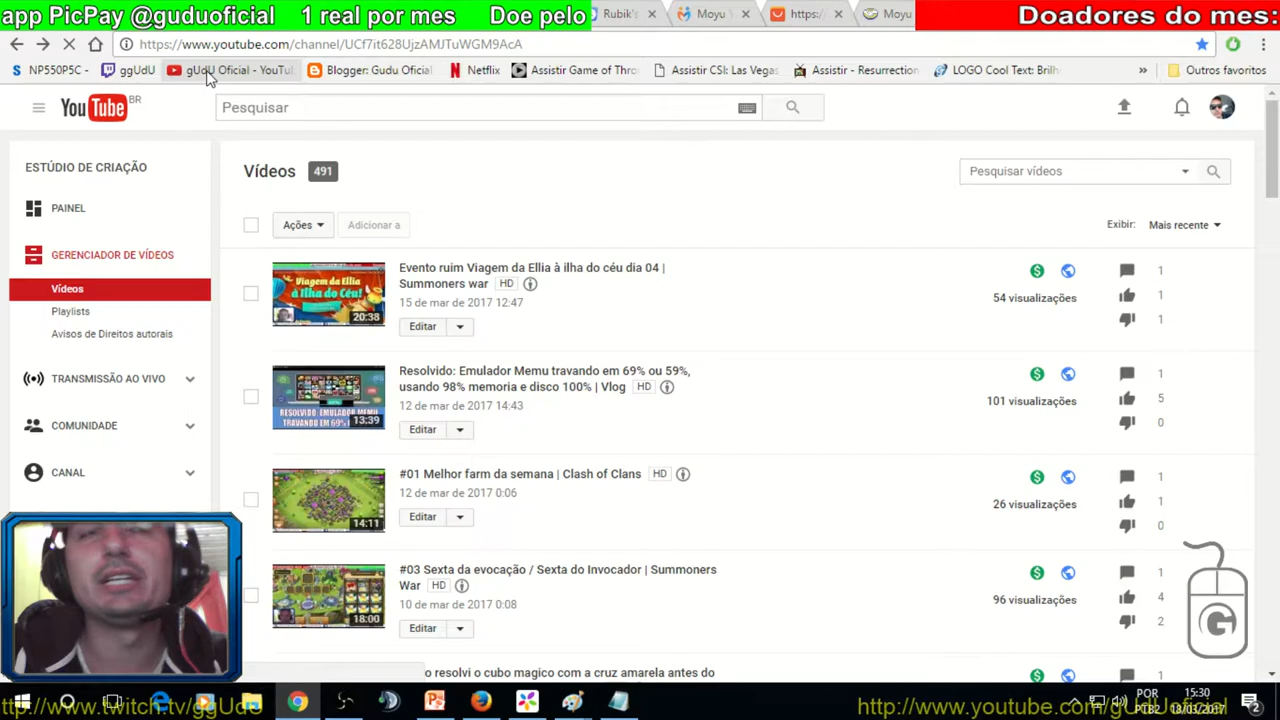 app PicPay @guduoficial 1 real por mes Doe pelo
Rubik's
Moyu
https:/
Moyu
Doadores do mes:
https://www.youtube.com/channel/UCf7it628UjzAMJTuWGM9AcA
NP550P5C -
ggUdU
gUdU Oficial - YouTu
Blogger: Gudu Oficial
Netflix
Assistir Game of Thro
Assistir CSI: Las Vegas
Assistir - Resurrection
LOGO Cool Text: Brilh
»
Outros favoritos
YouTube BR
Pesquisar
ESTÚDIO DE CRIAÇÃO
PAINEL
GERENCIADOR DE VÍDEOS
Vídeos
Playlists
Avisos de Direitos autorais
TRANSMISSÃO AO VIVO
COMUNIDADE
CANAL
Vídeos 491
Pesquisar vídeos
Ações
Adicionar a
Exibir: Mais recente
Viagem da Ellia
à Ilha do Céu!
20:38
Evento ruim Viagem da Ellia à ilha do céu dia 04 |
Summoners war HD
15 de mar de 2017 12:47
Editar
54 visualizações
1
1
1
RESOLVIDO: EMULADOR MEMU
TRAVANDO EM 69%
13:39
Resolvido: Emulador Memu travando em 69% ou 59%,
usando 98% memoria e disco 100% | Vlog HD
12 de mar de 2017 14:43
Editar
101 visualizações
1
5
0
14:11
#01 Melhor farm da semana | Clash of Clans HD
12 de mar de 2017 0:06
Editar
26 visualizações
1
1
0
18:00
#03 Sexta da evocação / Sexta do Invocador | Summoners
War HD
10 de mar de 2017 0:08
Editar
96 visualizações
1
4
2
o resolvi o cubo magico com a cruz amarela antes do
1
G
http://www.twitch.tv/ggUdU
http://www.youtube.com/guduoficial
POR
PTB2
15:30
18/03/2017
2